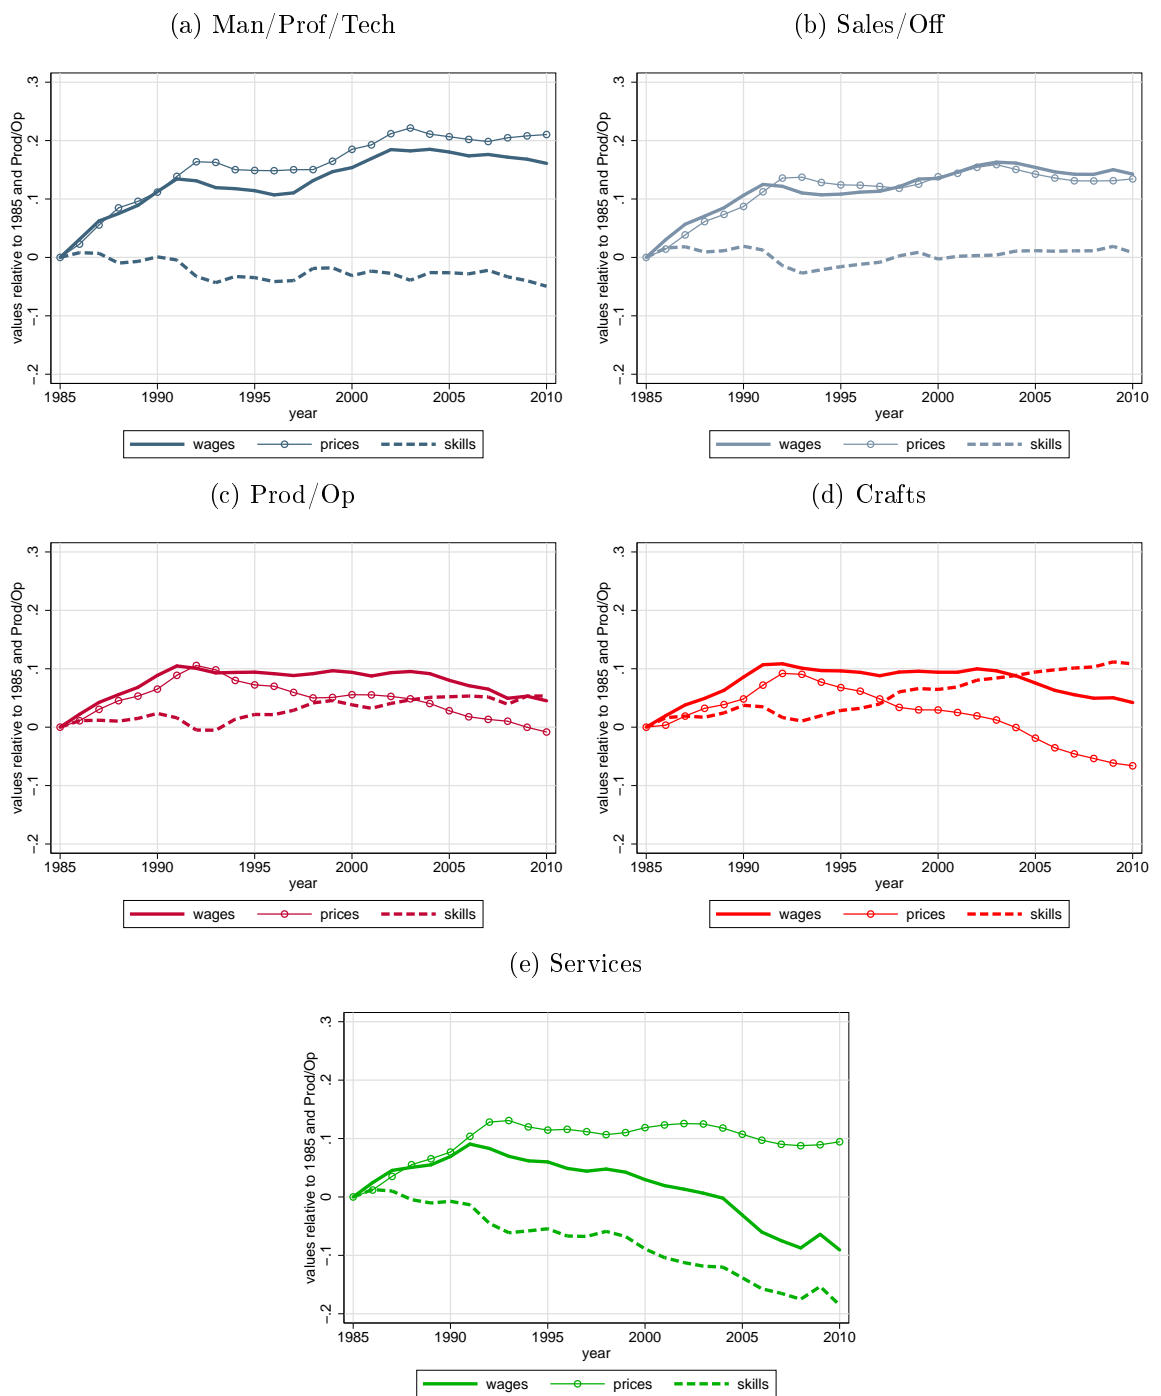 (a) Man/Prof/Tech
(b) Sales/Off
values relative to 1985 and Prod/Op
.3
.2
.1
0
-.1
-.2
1985 1990 1995 2000 2005 2010
year
wages prices skills
values relative to 1985 and Prod/Op
.3
.2
.1
0
-.1
-.2
1985 1990 1995 2000 2005 2010
year
wages prices skills
(c) Prod/Op
(d) Crafts
values relative to 1985 and Prod/Op
.3
.2
.1
0
-.1
-.2
1985 1990 1995 2000 2005 2010
year
wages prices skills
values relative to 1985 and Prod/Op
.3
.2
.1
0
-.1
-.2
1985 1990 1995 2000 2005 2010
year
wages prices skills
(e) Services
values relative to 1985 and Prod/Op
.3
.2
.1
0
-.1
-.2
1985 1990 1995 2000 2005 2010
year
wages prices skills